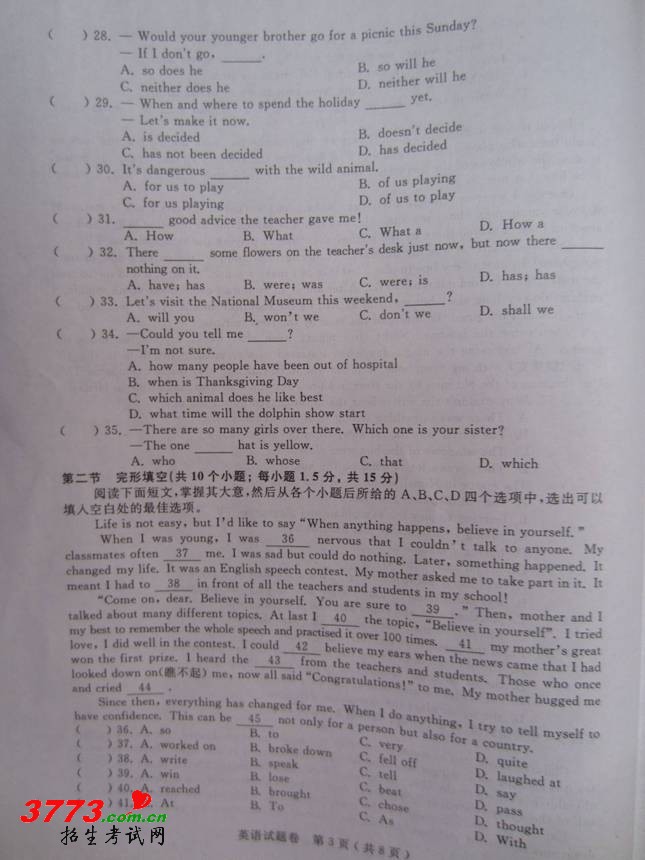 (    ) 28. — Would your younger brother go for a picnic this Sunday?
— If I don't go, ______.
A. so does he B. so will he
C. neither does he D. neither will he
(    ) 29. — When and where to spend the holiday ______ yet.
— Let's make it now.
A. is decided B. doesn't decide
C. has not been decided D. has decided
(    ) 30. It's dangerous ______ with the wild animal.
A. for us to play B. of us playing
C. for us playing D. of us to play
(    ) 31. ______ good advice the teacher gave me!
A. How B. What C. What a D. How a
(    ) 32. There ______ some flowers on the teacher's desk just now, but now there ______
nothing on it.
A. have; has B. were; was C. were; is D. has; has
(    ) 33. Let's visit the National Museum this weekend, ______?
A. will you B. won't we C. don't we D. shall we
(    ) 34. —Could you tell me ______?
—I'm not sure.
A. how many people have been out of hospital
B. when is Thanksgiving Day
C. which animal does he like best
D. what time will the dolphin show start
(    ) 35. —There are so many girls over there. Which one is your sister?
—The one ______ hat is yellow.
A. who B. whose C. that D. which
第二节 完形填空(共10个小题;每小题1.5分,共15分)
阅读下面短文,掌握其大意,然后从各个小题后所给的A、B、C、D四个选项中,选出可以
填入空白处的最佳选项。
Life is not easy, but I'd like to say "When anything happens, believe in yourself."
When I was young, I was 36 nervous that I couldn't talk to anyone. My
classmates often 37 me. I was sad but could do nothing. Later, something happened. It
changed my life. It was an English speech contest. My mother asked me to take part in it. It
meant I had to 38 in front of all the teachers and students in my school!
"Come on, dear. Believe in yourself. You are sure to 39." Then, mother and I
talked about many different topics. At last I 40 the topic, "Believe in yourself". I tried
my best to remember the whole speech and practised it over 100 times. 41 my mother's great
love, I did well in the contest. I could 42 believe my ears when the news came that I had
won the first prize. I heard the 43 from the teachers and students. Those who once
looked down on(瞧不起) me, now all said "Congratulations!" to me. My mother hugged me
and cried 44.
Since then, everything has changed for me. When I do anything, I try to tell myself to
have confidence. This can be 45 not only for a person but also for a country.
(    ) 36. A. so B. to C. very D. quite
(    ) 37. A. worked on B. broke down C. fell off D. laughed at
(    ) 38. A. write B. speak C. tell D. say
(    ) 39. A. win B. lose C. beat D. pass
(    ) 40. A. reached B. brought C. chose D. thought
(    ) 41. A. At B. To C. As D. With
英语试题卷 第3页(共8页)
3773.com.cn
招生考试网